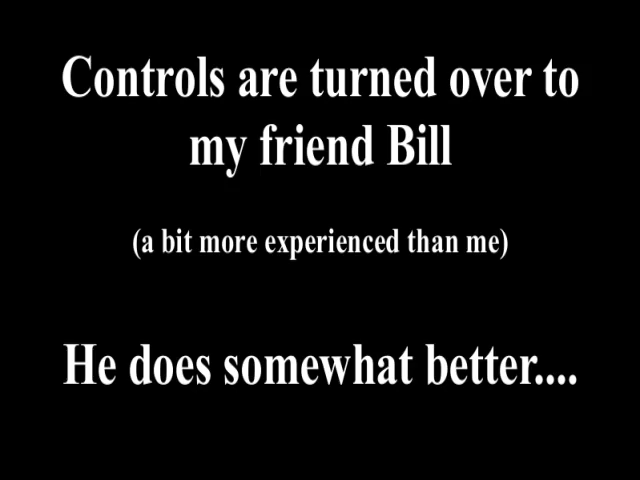 Controls are turned over to
my friend Bill
(a bit more experienced than me)
He does somewhat better....